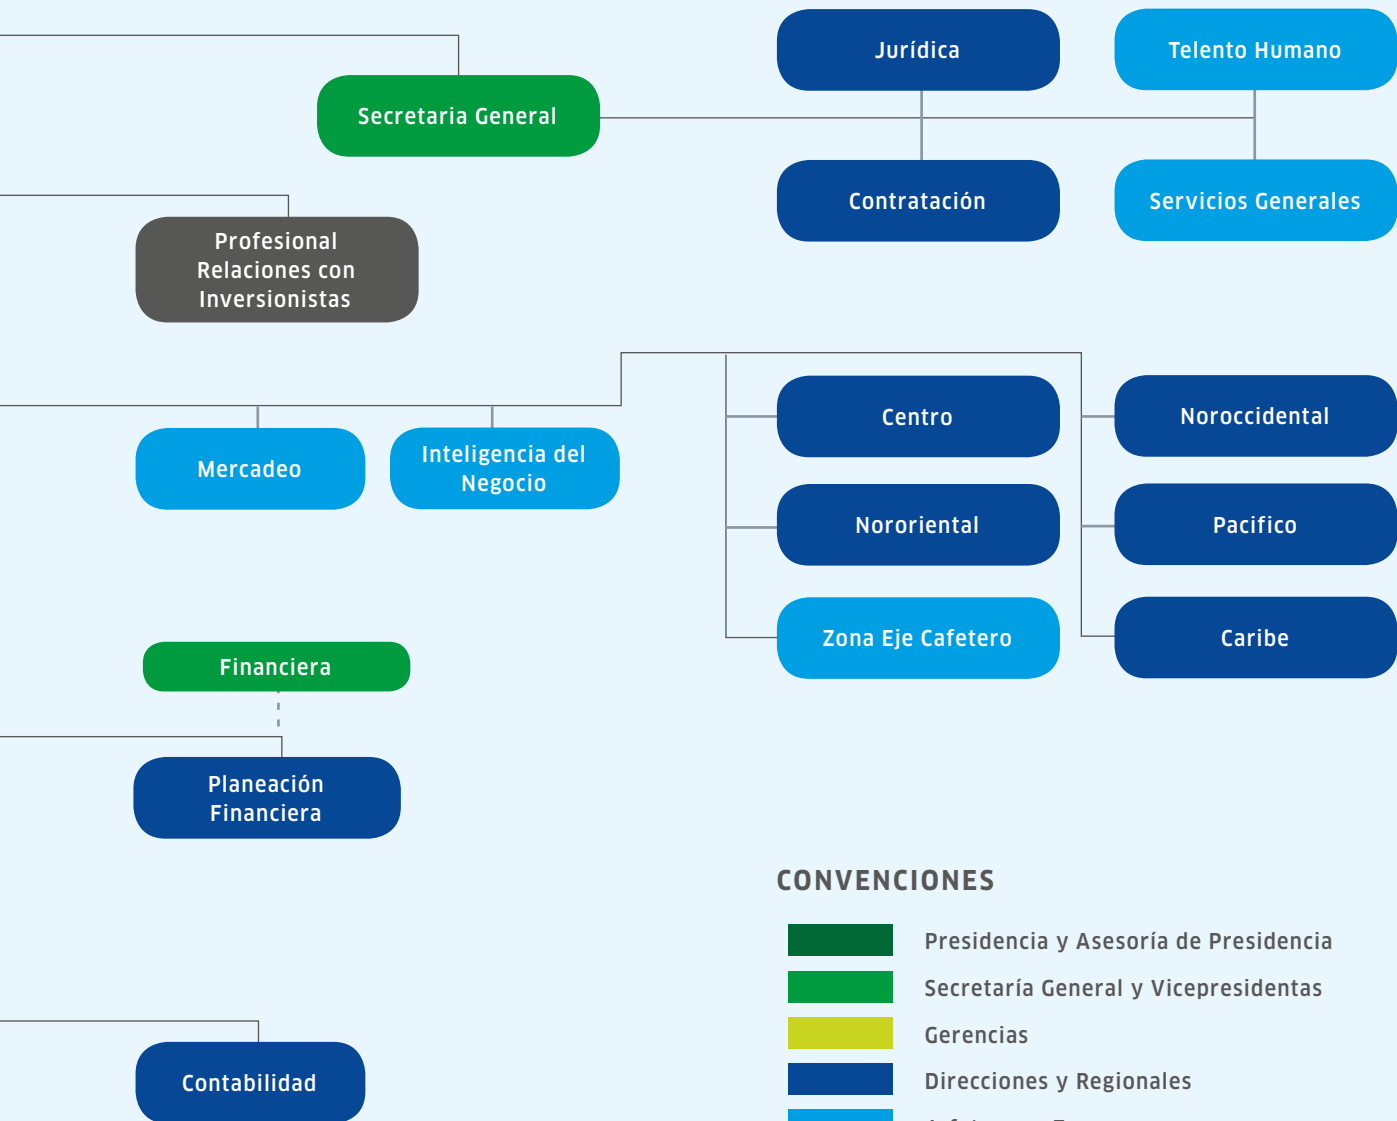 Jurídica
Telento Humano
Secretaria General
Contratación
Servicios Generales
Profesional
Relaciones con
Inversionistas
Centro
Noroccidental
Mercadeo
Inteligencia del
Negocio
Nororiental
Pacifico
Zona Eje Cafetero
Caribe
Financiera
Planeación
Financiera
CONVENCIONES
Presidencia y Asesoría de Presidencia
Secretaría General y Vicepresidentas
Gerencias
Direcciones y Regionales
Contabilidad